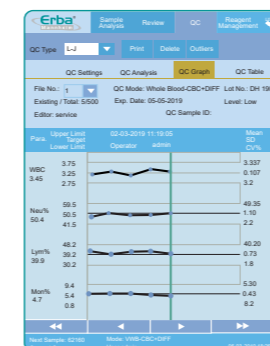 Erba
Sample Analysis Review QC Reagent Management
QC Type L-J Print Delete Outliers
QC Settings QC Analysis QC Graph QC Table
File No.: 1 QC Mode: Whole Blood-CBC+DIFF Lot No.: DH 190
Existing / Total: 5/500 Exp. Date: 05-05-2019 Level: Low
Editor: service QC Sample ID:
Para. Upper Limit Target Lower Limit 02-03-2019 11:19:05 Operator admin Mean SD CV%
WBC 3.45 3.75 3.25 2.75 3.337 0.107 3.2
Neu% 50.4 59.5 50.5 41.5 49.35 1.10 2.2
Lym% 39.9 48.2 39.2 30.2 40.20 0.73 1.8
Mon% 4.7 9.4 5.4 0.8 5.30 0.43 8.2
Next Sample: 62169 Mode: VWB-CBC+DIFF